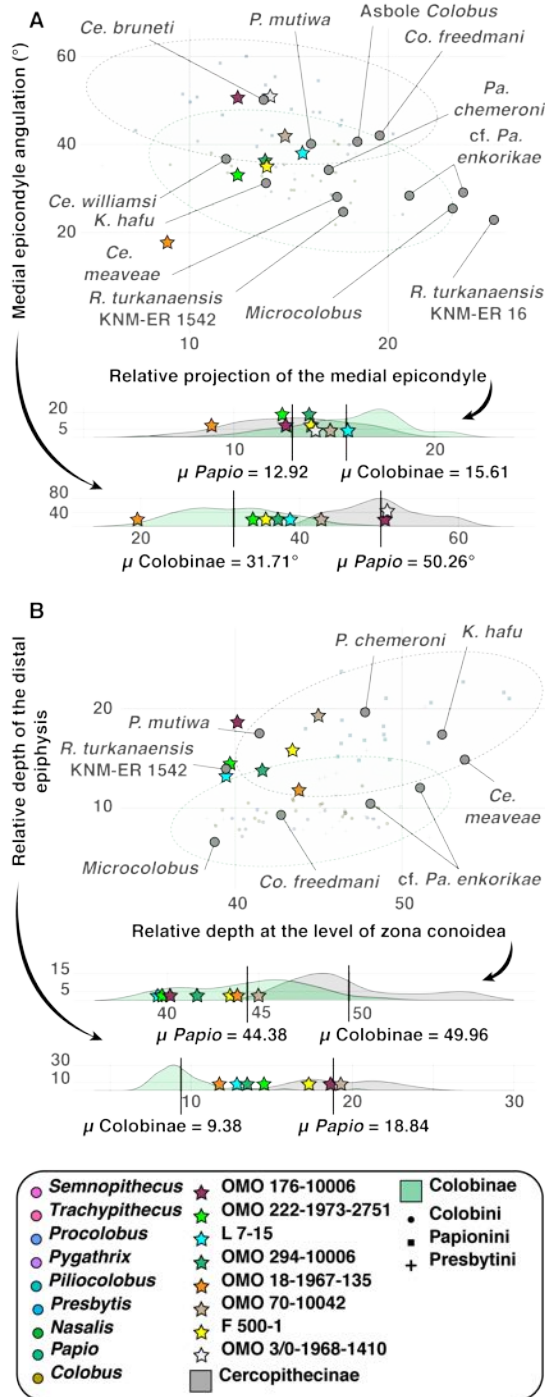 A
Ce. bruneti
P. mutiwa
Asbole Colobus
Co. freedmani
Pa.
chemeroni
cf. Pa.
enkorikae
Medial epicondyle angulation (°)
60
40
20
Ce. williamsi
K. hafu
Ce.
meaveae
R. turkanaensis
KNM-ER 1542
Microcolobus
R. turkanaensis
KNM-ER 16
10
20
Relative projection of the medial epicondyle
20
5
10
20
μ Papio = 12.92
μ Colobinae = 15.61
80
40
20
40
60
μ Colobinae = 31.71°
μ Papio = 50.26°
B
P. chemeroni
K. hafu
Relative depth of the distal
epiphysis
20
10
P. mutiwa
R. turkanaensis
KNM-ER 1542
Ce.
meaveae
Microcolobus
Co. freedmani
cf. Pa. enkorikae
40
50
Relative depth at the level of zona conoidea
15
5
40
45
50
μ Papio = 44.38
μ Colobinae = 49.96
30
10
10
30
μ Colobinae = 9.38
μ Papio = 18.84
Semnopithecus
Trachypithecus
Procolobus
Pygathrix
Piliocolobus
Presbytis
Nasalis
Papio
Colobus
OMO 176-10006
OMO 222-1973-2751
L 7-15
OMO 294-10006
OMO 18-1967-135
OMO 70-10042
F 500-1
OMO 3/0-1968-1410
Cercopithecinae
Colobinae
Colobini
Papionini
Presbytini